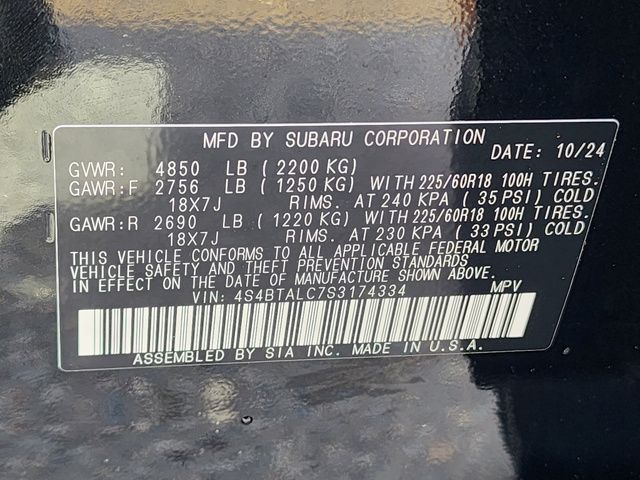 MFD BY SUBARU CORPORATION
DATE: 10/24
GVWR: 4850 LB (2200 KG)
GAWR:F 2756 LB (1250 KG) WITH 225/60R18 100H TIRES.
18X7J RIMS. AT 240 KPA (35 PSI) COLD
GAWR:R 2690 LB (1220 KG) WITH 225/60R18 100H TIRES.
18X7J RIMS. AT 230 KPA (33 PSI) COLD
THIS VEHICLE CONFORMS TO ALL APPLICABLE FEDERAL MOTOR
VEHICLE SAFETY AND THEFT PREVENTION STANDARDS
IN EFFECT ON THE DATE OF MANUFACTURE SHOWN ABOVE.
VIN: 4S4BTALC7S3174334 MPV
ASSEMBLED BY SIA INC. MADE IN U.S.A.